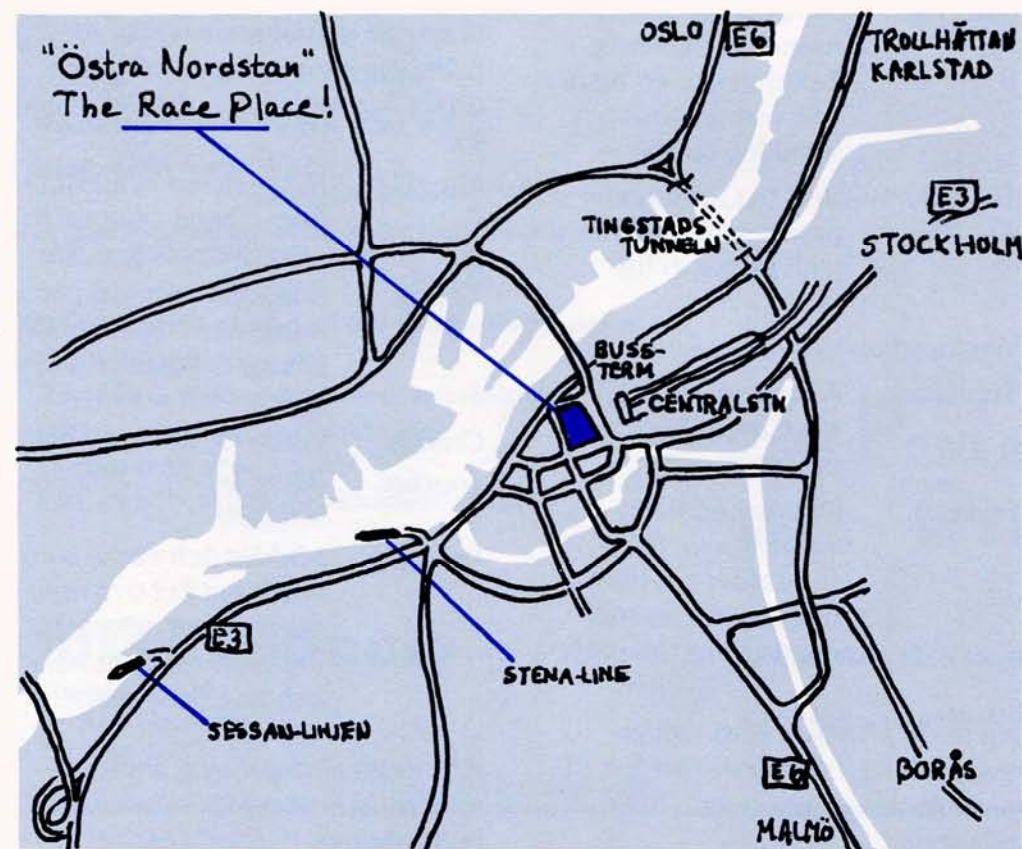 "Östra Nordstan"
The Race Place!
OSLO
E6
TROLLHÄTTAN
KARLSTAD
E3
STOCKHOLM
TINGSTADS
TUNNELN
BUSS-
TERM
CENTRALSTN
E3
STENA-LINE
SESSAN-LINJEN
E6
BORÅS
MALMÖ